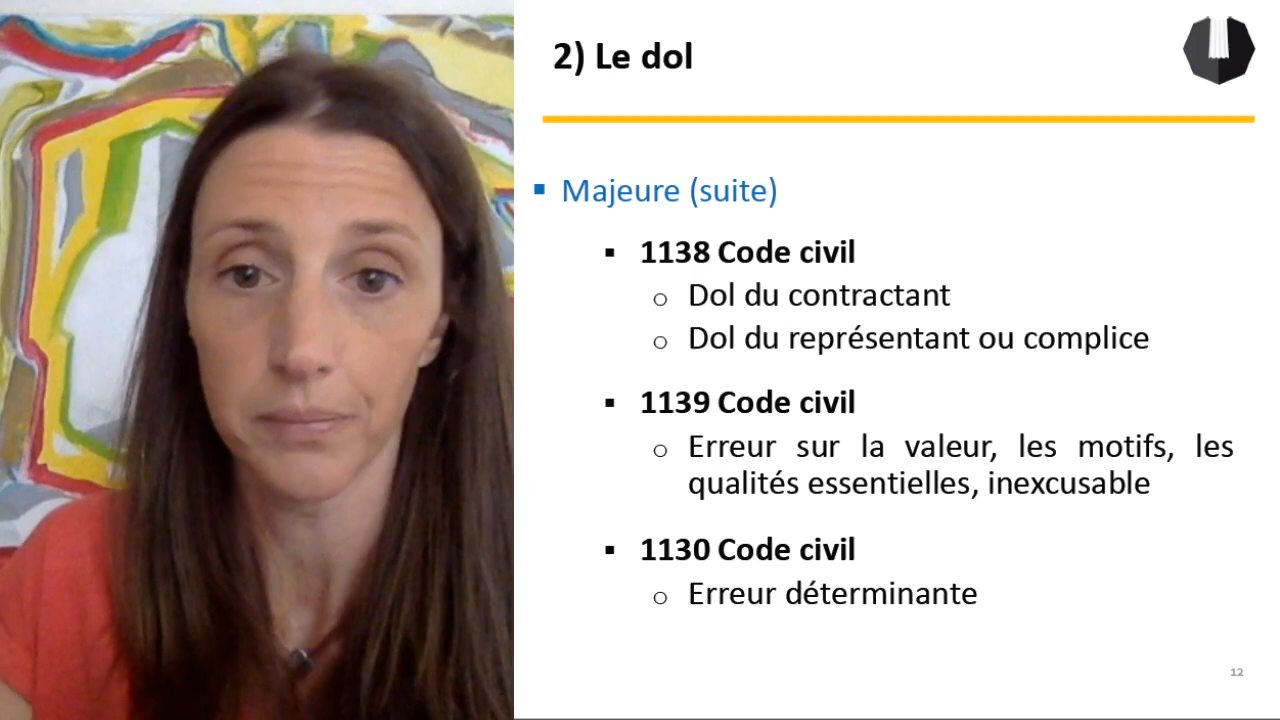 2) Le dol
Majeure (suite)
1138 Code civil
Dol du contractant
Dol du représentant ou complice
1139 Code civil
Erreur sur la valeur, les motifs, les
qualités essentielles, inexcusable
1130 Code civil
Erreur déterminante
12